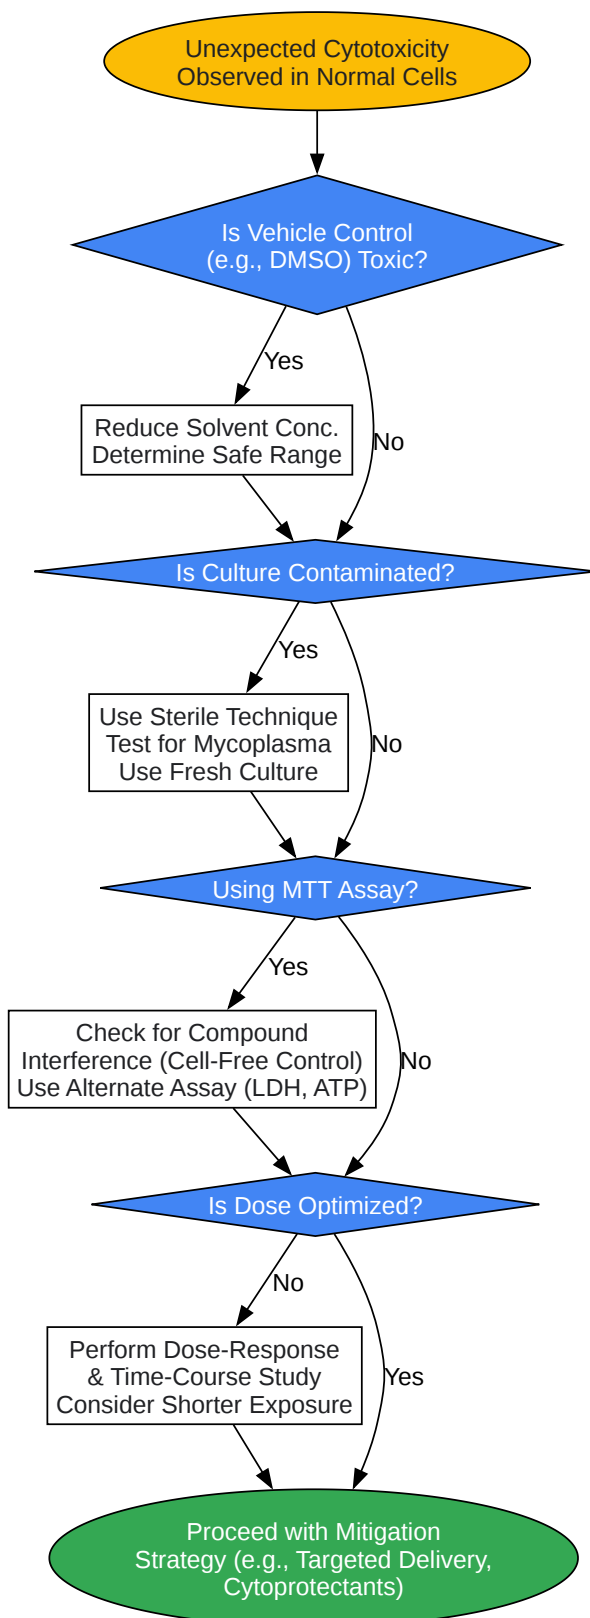 Unexpected Cytotoxicity
Observed in Normal Cells
Is Vehicle Control
(e.g., DMSO) Toxic?
Yes
Reduce Solvent Conc.
Determine Safe Range
No
Is Culture Contaminated?
Yes
Use Sterile Technique
Test for Mycoplasma
Use Fresh Culture
No
Using MTT Assay?
Yes
Check for Compound
Interference (Cell-Free Control)
Use Alternate Assay (LDH, ATP)
No
Is Dose Optimized?
No
Perform Dose-Response
& Time-Course Study
Consider Shorter Exposure
Yes
Proceed with Mitigation
Strategy (e.g., Targeted Delivery,
Cytoprotectants)